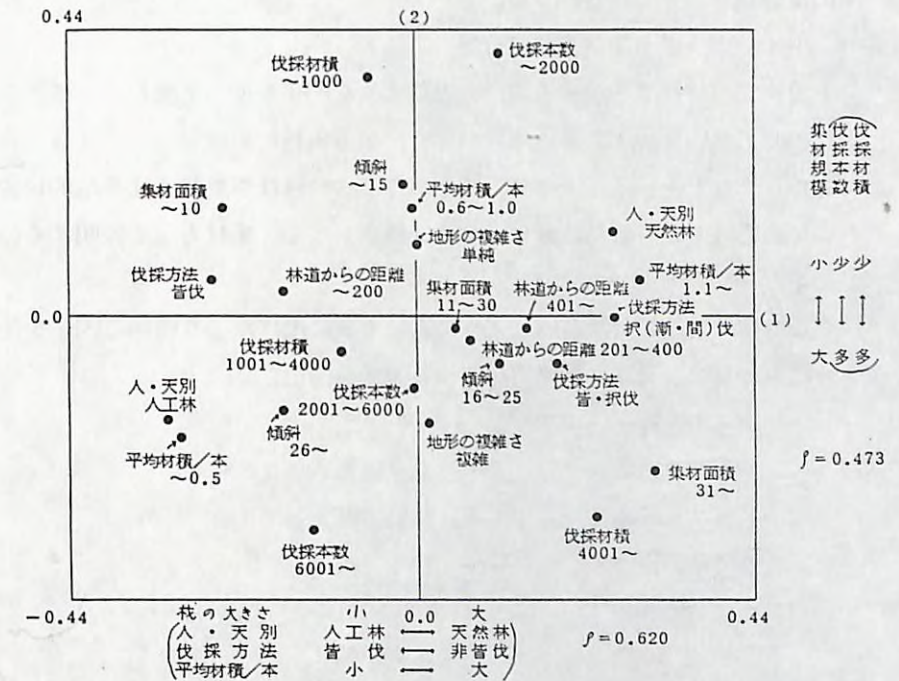 0.44
(2)
伐採材積
～1000
伐採本数
～2000
傾斜
～15
平均材積／本
0.6～1.0
集材面積
～10
地形の複雑さ
単純
人・天別
天然林
伐採方法
皆伐
林道からの距離
～200
集材面積
11～30
林道からの距離
401～
平均材積／本
1.1～
伐採方法
択(漸・間)伐
0.0
(1)
伐採材積
1001～4000
林道からの距離 201～400
傾斜
16～25
伐採方法
皆・択伐
人・天別
人工林
伐採本数
2001～6000
傾斜
26～
平均材積／本
～0.5
地形の複雑さ
複雑
集材面積
31～
伐採本数
6001～
伐採材積
4001～
集材規模
伐採本数
伐採材積
小少少
大多多
ρ＝0.473
−0.44
0.0
0.44
の大きさ 小 大
人・天別 人工林 ⟷ 天然林
伐採方法 皆伐 ⟷ 非皆伐
平均材積／本 小 ⟷ 大
ρ＝0.620